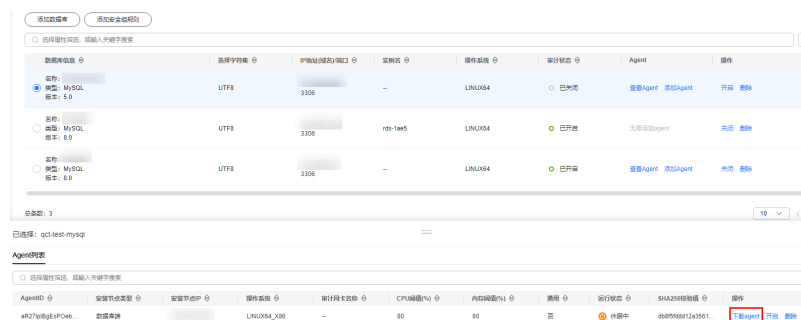 添加数据库 添加安全组规则
选择属性筛选，或输入关键字搜索
数据库信息 选择字符集 IP地址(域名)/端口 实例名 操作系统 审计状态 Agent 操作
名称:
类型: MySQL
版本: 5.0
UTF8 3306 -- LINUX64 已关闭 查看Agent 添加Agent 开启 删除
名称:
类型: MySQL
版本: 8.0
UTF8 3306 rds-1ae5 LINUX64 已开启 无需添加agent 关闭 删除
名称:
类型: MySQL
版本: 8.0
UTF8 3306 -- LINUX64 已开启 查看Agent 添加Agent 关闭 删除
总条数: 3 10
已选择: qct-test-mysql
Agent列表
选择属性筛选，或输入关键字搜索
AgentID 安装节点类型 安装节点IP 操作系统 审计网卡名称 CPU阈值(%) 内存阈值(%) 通用 运行状态 SHA256校验值 操作
aR27ipIBgEsPOeb... 数据库端 LINUX64_X86 -- 80 80 否 休眠中 db8f5fddd12a3561... 下载agent 开启 删除